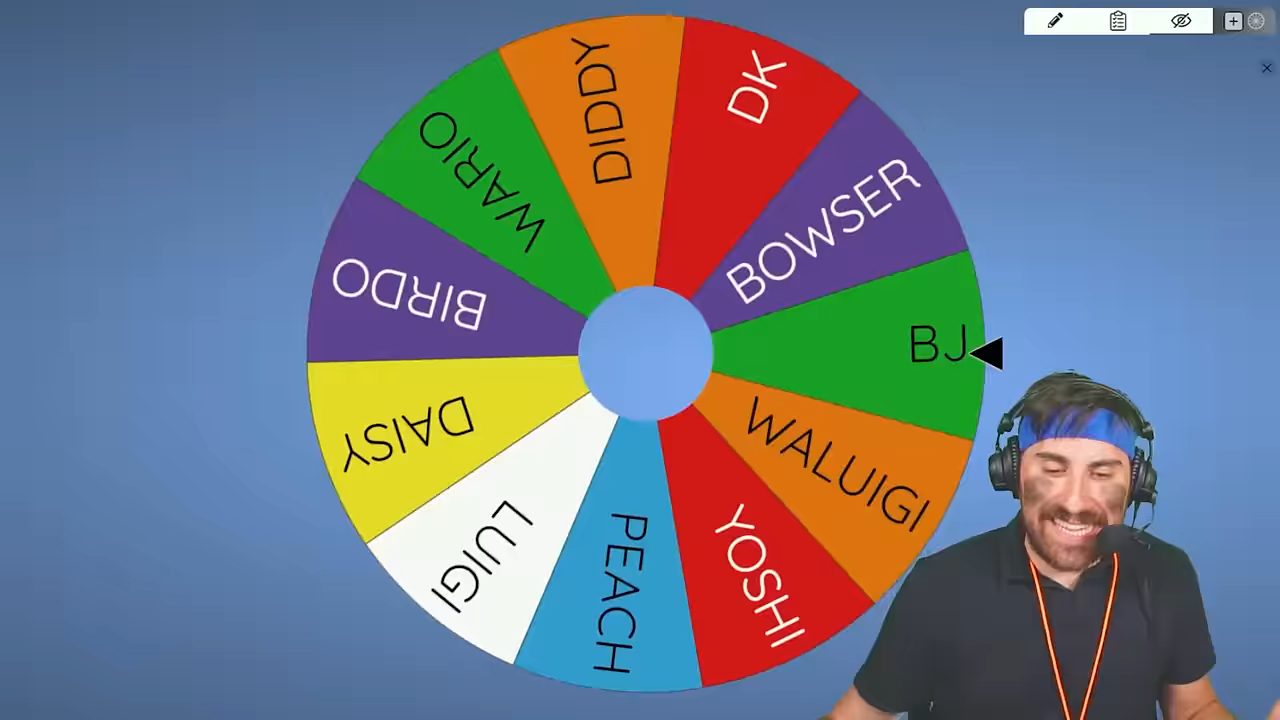 DIDDY
DK
BOWSER
BJ
WALUIGI
YOSHI
PEACH
LUIGI
DAISY
BIRDO
WARIO